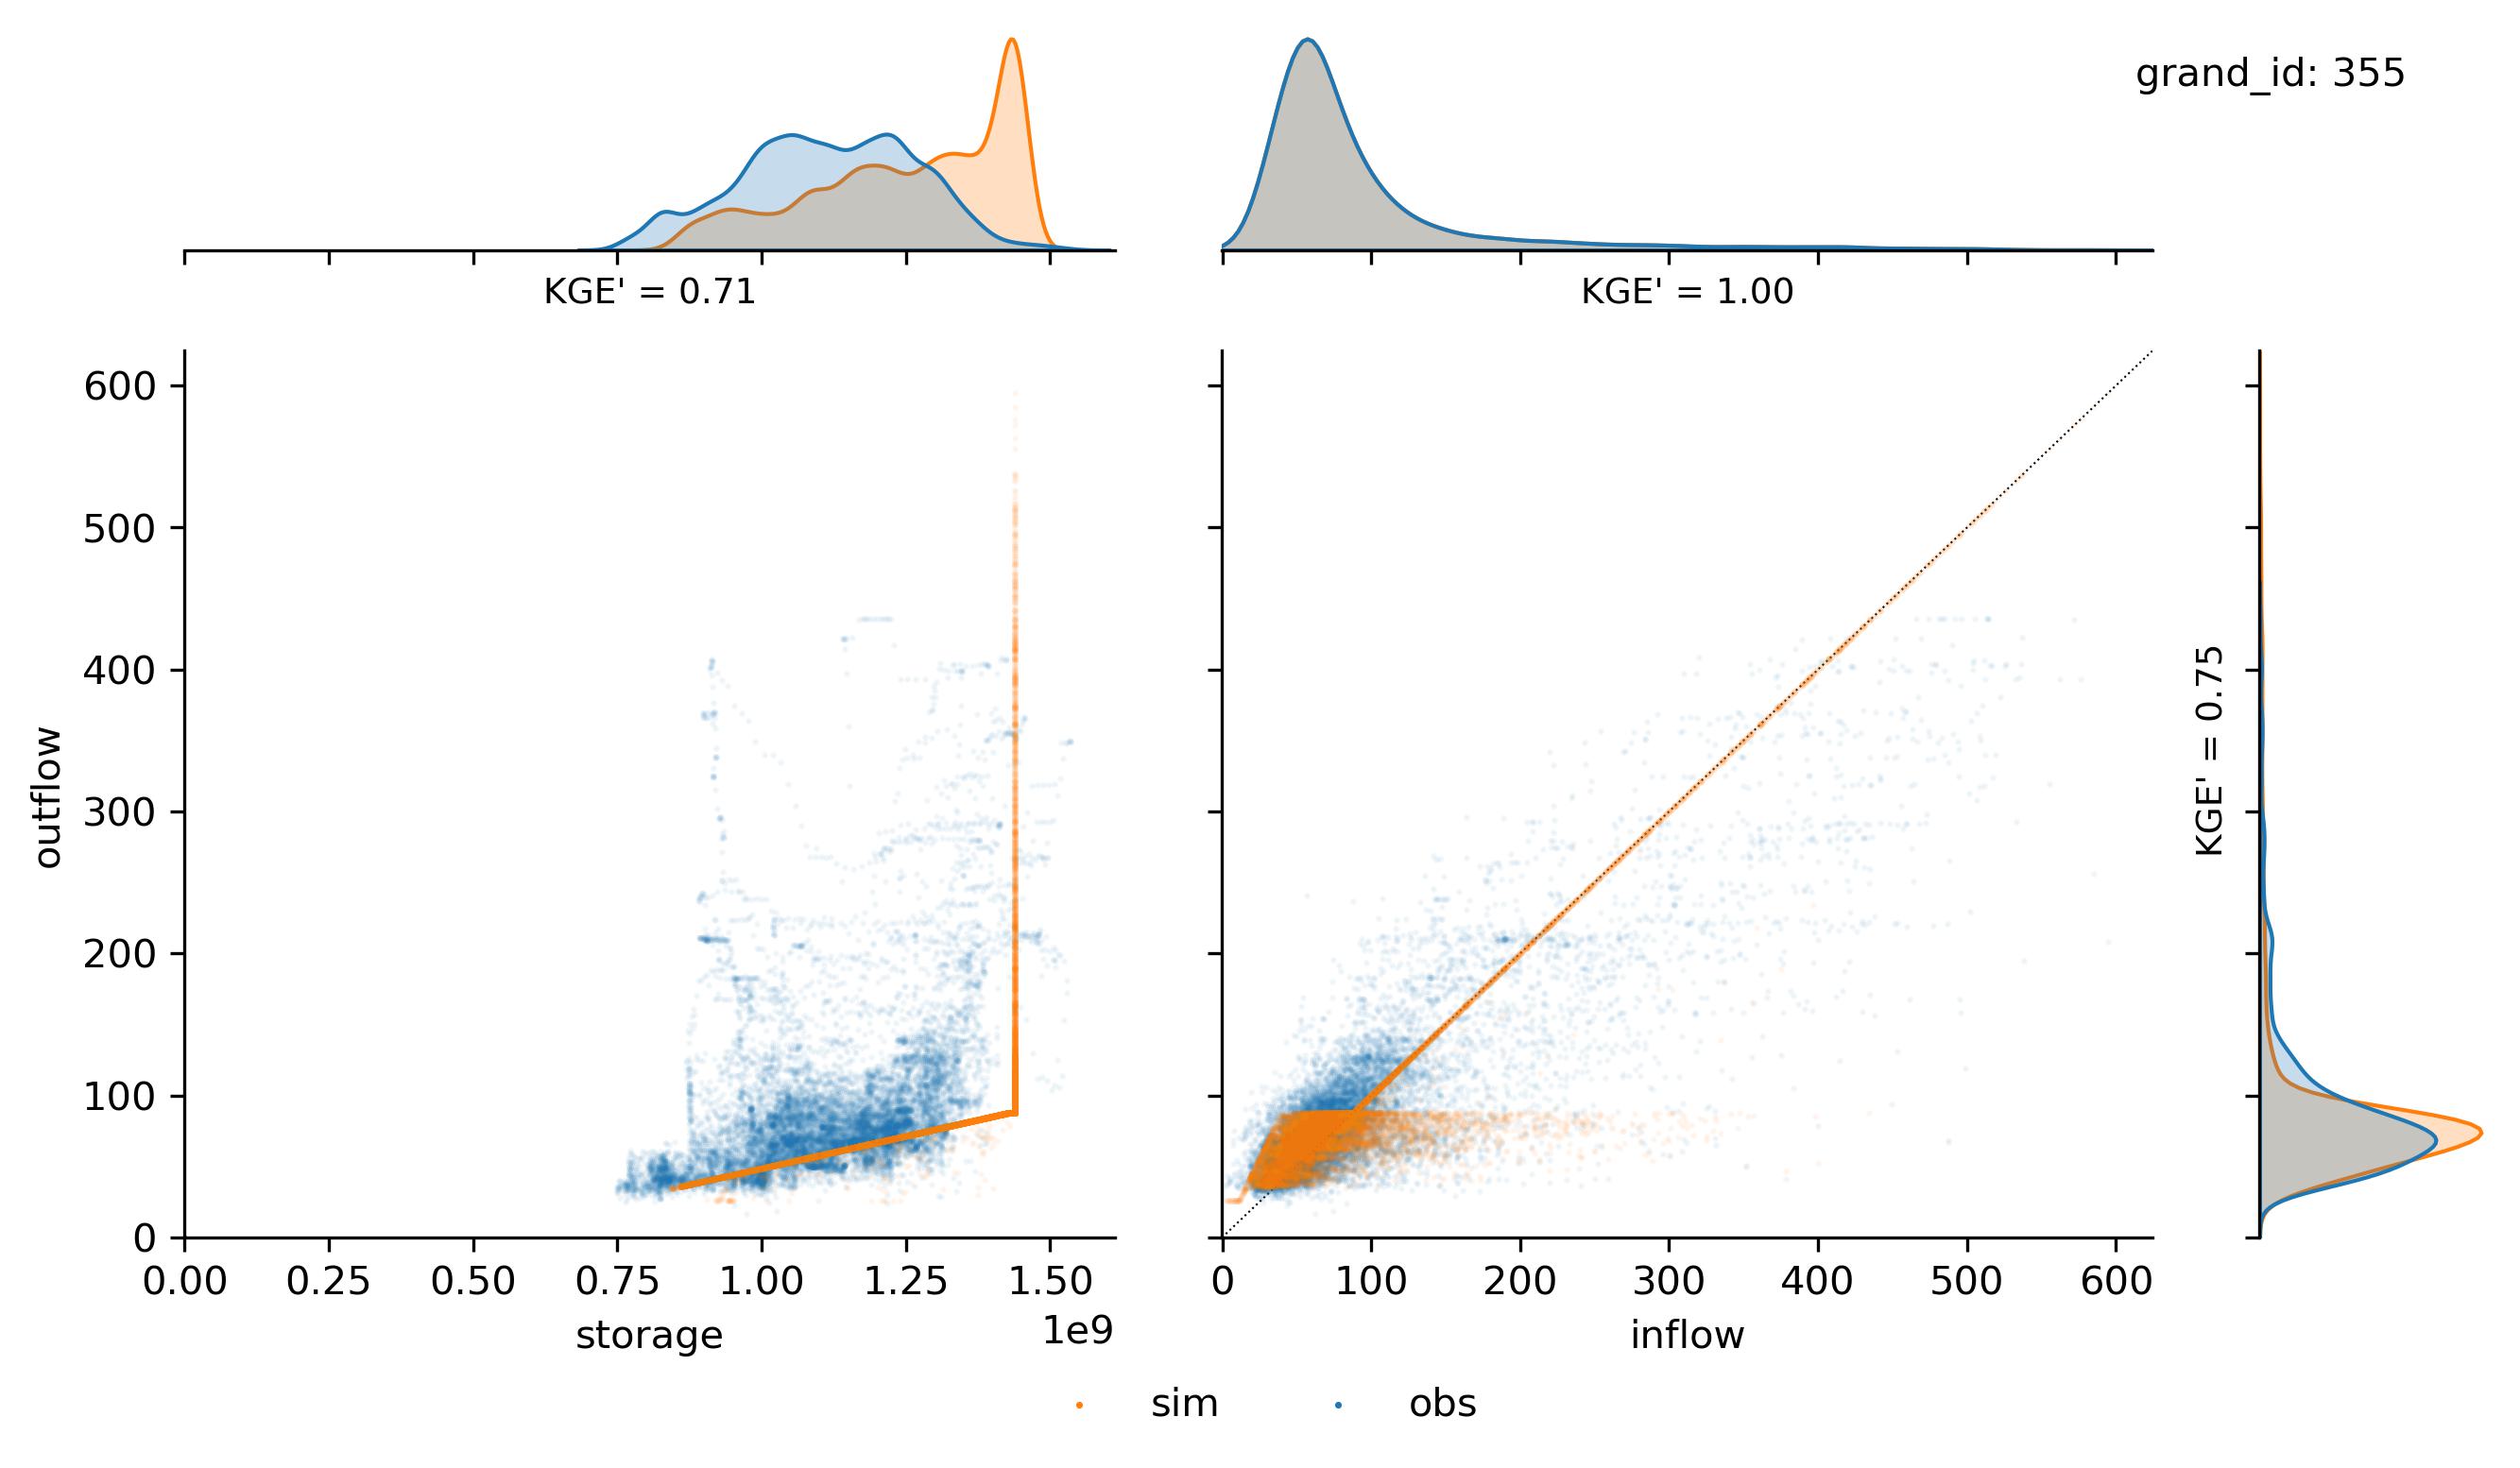 grand_id: 355
KGE' = 0.71
KGE' = 1.00
600
500
400
300
200
100
0
outflow
KGE' = 0.75
0.00 0.25 0.50 0.75 1.00 1.25 1.50
1e9
storage
0 100 200 300 400 500 600
inflow
sim obs